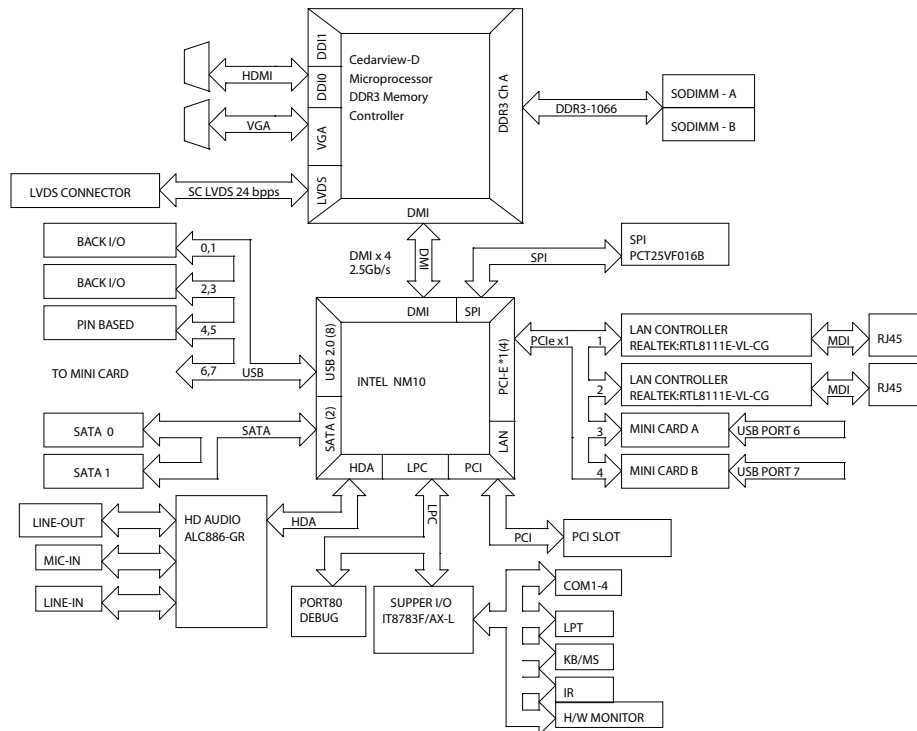 DDI1
DDI0
VGA
LVDS
Cedarview-D
Microprocessor
DDR3 Memory
Controller
DDR3 Ch A
DMI
HDMI
VGA
DDR3-1066
SODIMM - A
SODIMM - B
LVDS CONNECTOR
SC LVDS 24 bpps
DMI x 4
2.5Gb/s
DMI
SPI
SPI
PCT25VF016B
BACK I/O
0,1
BACK I/O
2,3
PIN BASED
4,5
TO MINI CARD
6,7
USB
DMI
SPI
USB 2.0 (8)
SATA (2)
INTEL NM10
PCI-E *1(4)
LAN
HDA
LPC
PCI
PCIe x1
1
LAN CONTROLLER
REALTEK:RTL8111E-VL-CG
MDI
RJ45
2
LAN CONTROLLER
REALTEK:RTL8111E-VL-CG
MDI
RJ45
3
MINI CARD A
USB PORT 6
4
MINI CARD B
USB PORT 7
SATA 0
SATA
SATA 1
LINE-OUT
MIC-IN
LINE-IN
HD AUDIO
ALC886-GR
HDA
LPC
PCI
PCI SLOT
PORT80
DEBUG
SUPPER I/O
IT8783F/AX-L
COM1-4
LPT
KB/MS
IR
H/W MONITOR